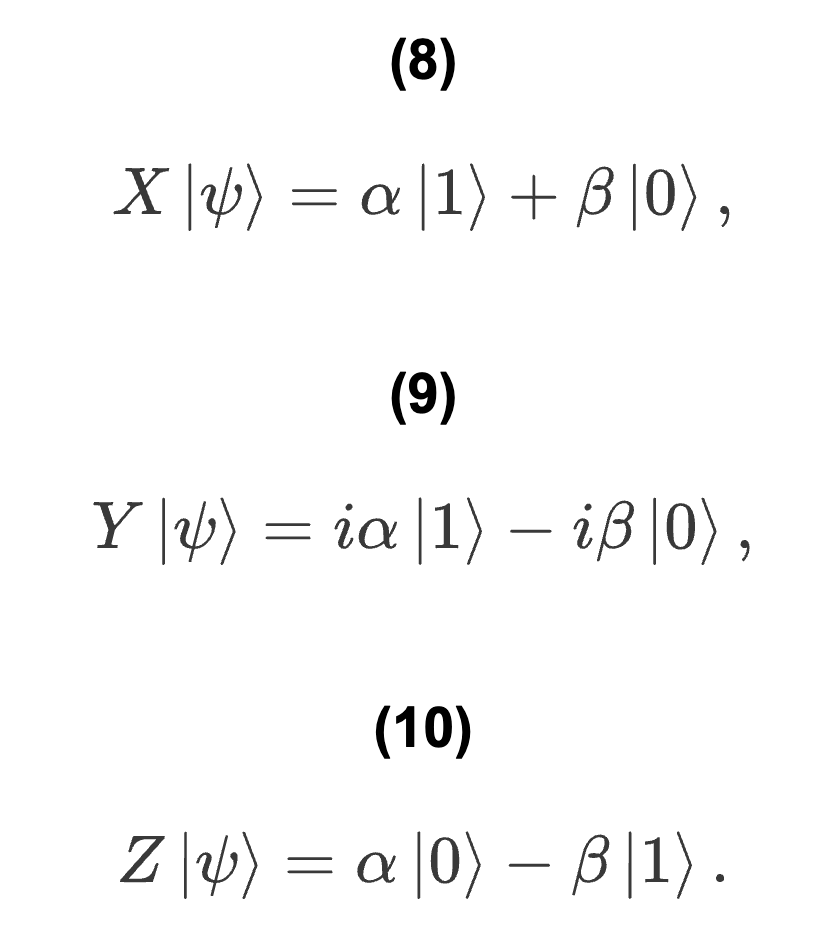 (8)
X |ψ⟩ = α |1⟩ + β |0⟩ ,
(9)
Y |ψ⟩ = iα |1⟩ − iβ |0⟩ ,
(10)
Z |ψ⟩ = α |0⟩ − β |1⟩ .